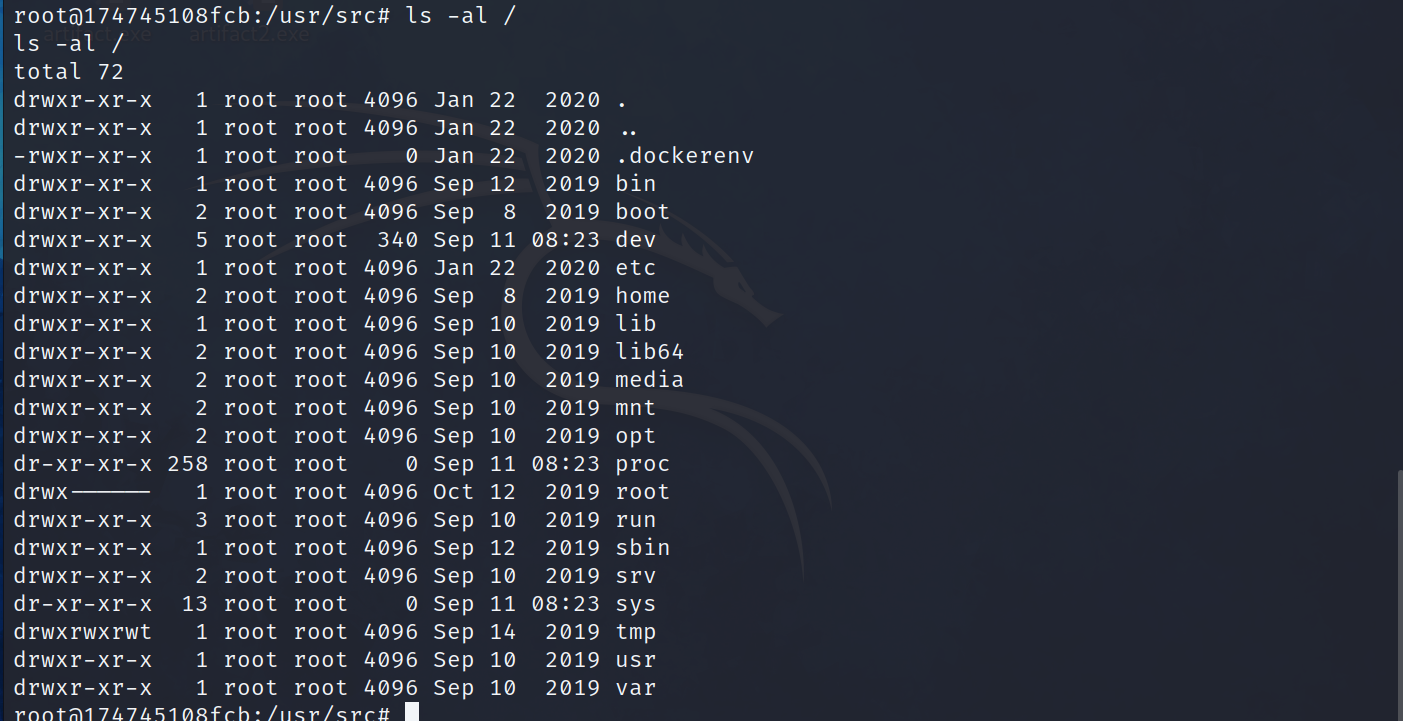 root@174745108fcb:/usr/src# ls -al /
artifact.exe artifact2.exe
ls -al /
total 72
drwxr-xr-x   1 root root 4096 Jan 22  2020 .
drwxr-xr-x   1 root root 4096 Jan 22  2020 ..
-rwxr-xr-x   1 root root    0 Jan 22  2020 .dockerenv
drwxr-xr-x   1 root root 4096 Sep 12  2019 bin
drwxr-xr-x   2 root root 4096 Sep  8  2019 boot
drwxr-xr-x   5 root root  340 Sep 11 08:23 dev
drwxr-xr-x   1 root root 4096 Jan 22  2020 etc
drwxr-xr-x   2 root root 4096 Sep  8  2019 home
drwxr-xr-x   1 root root 4096 Sep 10  2019 lib
drwxr-xr-x   2 root root 4096 Sep 10  2019 lib64
drwxr-xr-x   2 root root 4096 Sep 10  2019 media
drwxr-xr-x   2 root root 4096 Sep 10  2019 mnt
drwxr-xr-x   2 root root 4096 Sep 10  2019 opt
dr-xr-xr-x 258 root root    0 Sep 11 08:23 proc
drwx------   1 root root 4096 Oct 12  2019 root
drwxr-xr-x   3 root root 4096 Sep 10  2019 run
drwxr-xr-x   1 root root 4096 Sep 12  2019 sbin
drwxr-xr-x   2 root root 4096 Sep 10  2019 srv
dr-xr-xr-x  13 root root    0 Sep 11 08:23 sys
drwxrwxrwt   1 root root 4096 Sep 14  2019 tmp
drwxr-xr-x   1 root root 4096 Sep 10  2019 usr
drwxr-xr-x   1 root root 4096 Sep 10  2019 var
root@174745108fcb:/usr/src#